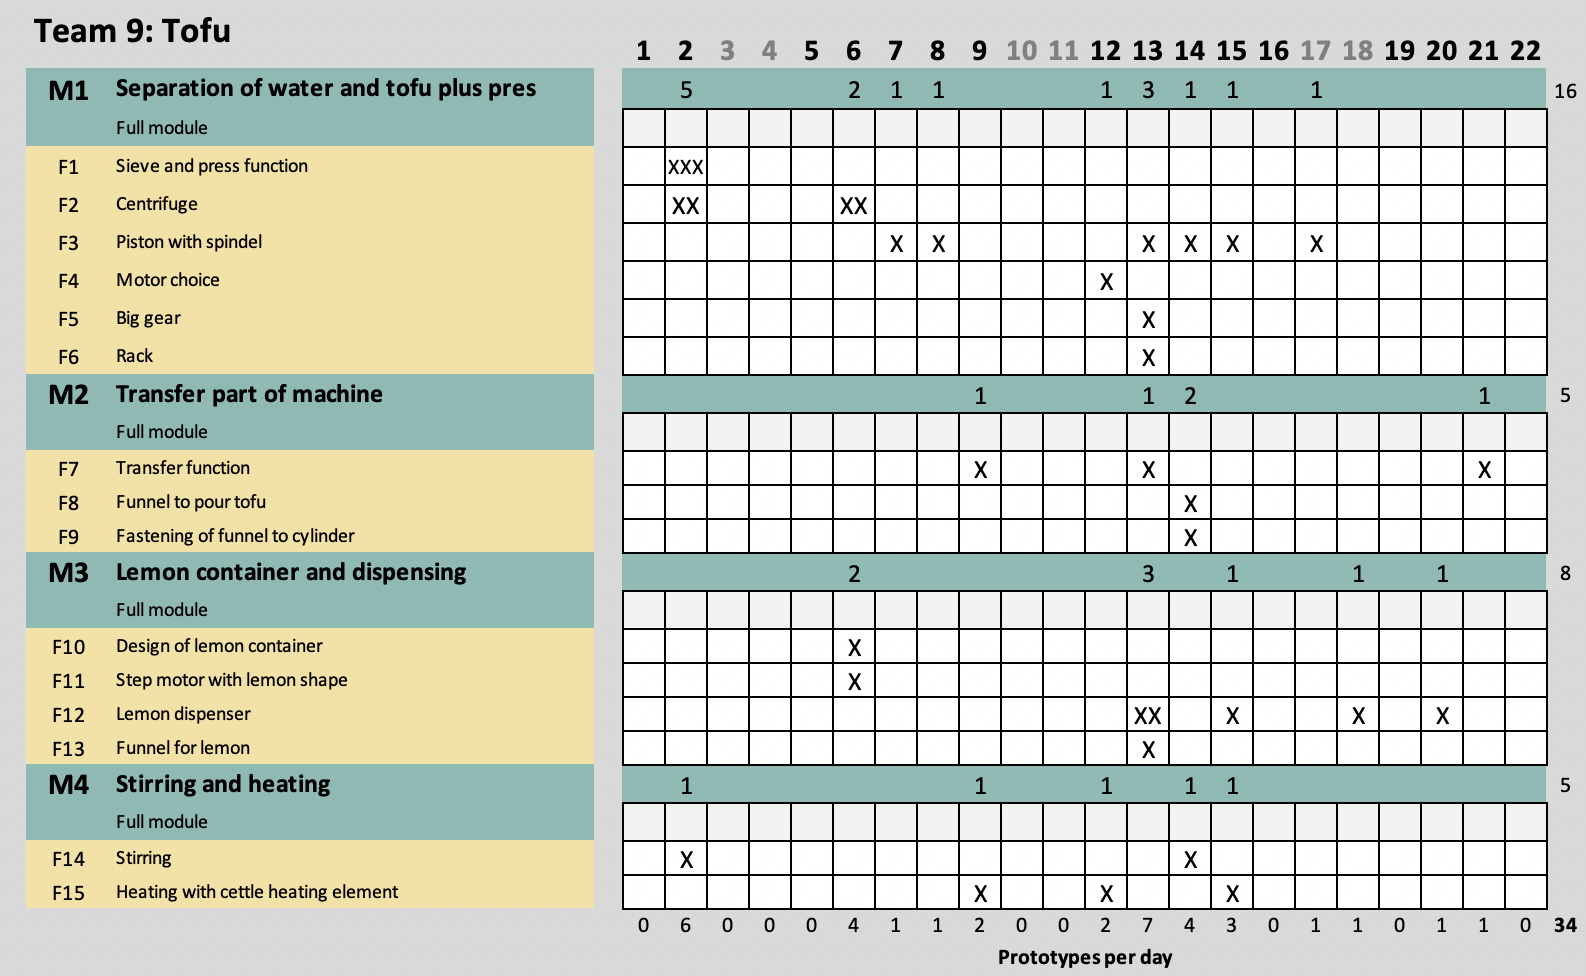 Team 9: Tofu
1 2 3 4 5 6 7 8 9 10 11 12 13 14 15 16 17 18 19 20 21 22
M1 Separation of water and tofu plus pres 5 2 1 1 1 3 1 1 1 16
Full module
F1 Sieve and press function XXX
F2 Centrifuge XX XX
F3 Piston with spindel X X X X X X
F4 Motor choice X
F5 Big gear X
F6 Rack X
M2 Transfer part of machine 1 1 2 1 5
Full module
F7 Transfer function X X X
F8 Funnel to pour tofu X
F9 Fastening of funnel to cylinder X
M3 Lemon container and dispensing 2 3 1 1 1 8
Full module
F10 Design of lemon container X
F11 Step motor with lemon shape X
F12 Lemon dispenser XX X X X
F13 Funnel for lemon X
M4 Stirring and heating 1 1 1 1 1 5
Full module
F14 Stirring X X
F15 Heating with cettle heating element X X X
0 6 0 0 0 4 1 1 2 0 0 2 7 4 3 0 1 1 0 1 1 0 34
Prototypes per day